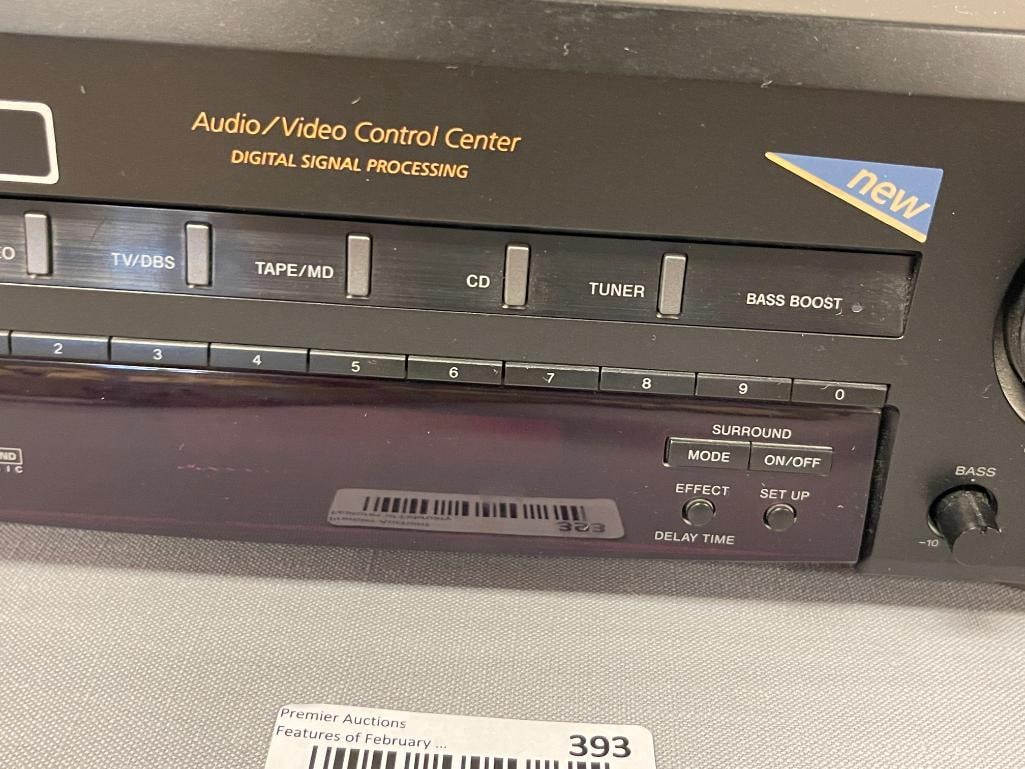 Audio/Video Control Center
DIGITAL SIGNAL PROCESSING
new
TV/DBS
TAPE/MD
CD
TUNER
BASS BOOST
2 3 4 5 6 7 8 9 0
SURROUND
MODE ON/OFF
EFFECT SET UP
DELAY TIME
BASS
-10
Premier Auctions
Features of February ...
393